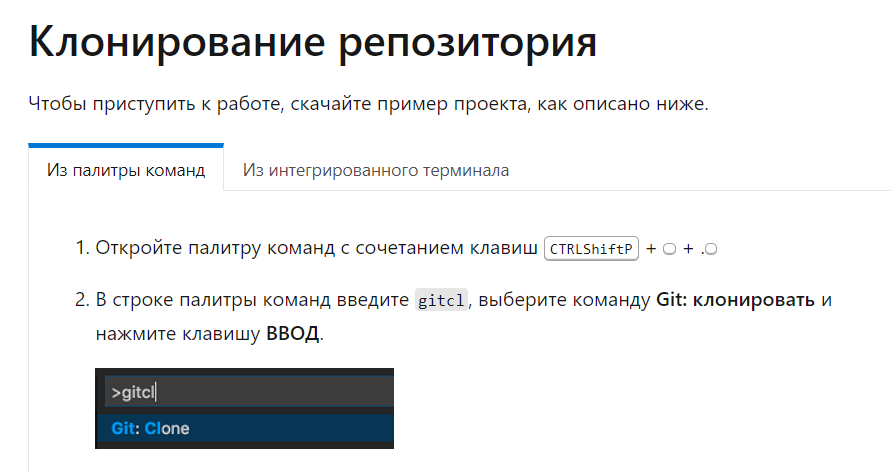 Клонирование репозитория
Чтобы приступить к работе, скачайте пример проекта, как описано ниже.
Из палитры команд Из интегрированного терминала
1. Откройте палитру команд с сочетанием клавиш CTRLShiftP + + .
2. В строке палитры команд введите gitcl, выберите команду Git: клонировать и
нажмите клавишу ВВОД.
>gitcl
Git: Clone